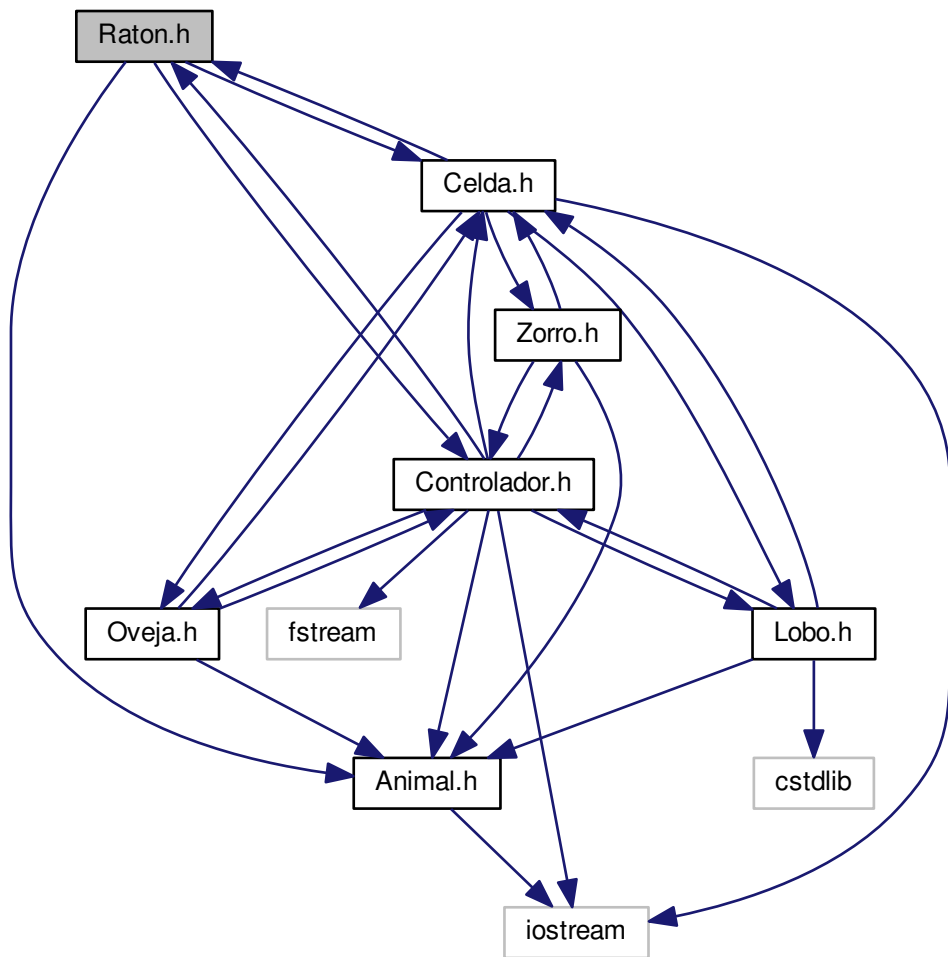 Raton.h
Celda.h
Zorro.h
Controlador.h
Oveja.h
fstream
Lobo.h
Animal.h
cstdlib
iostream